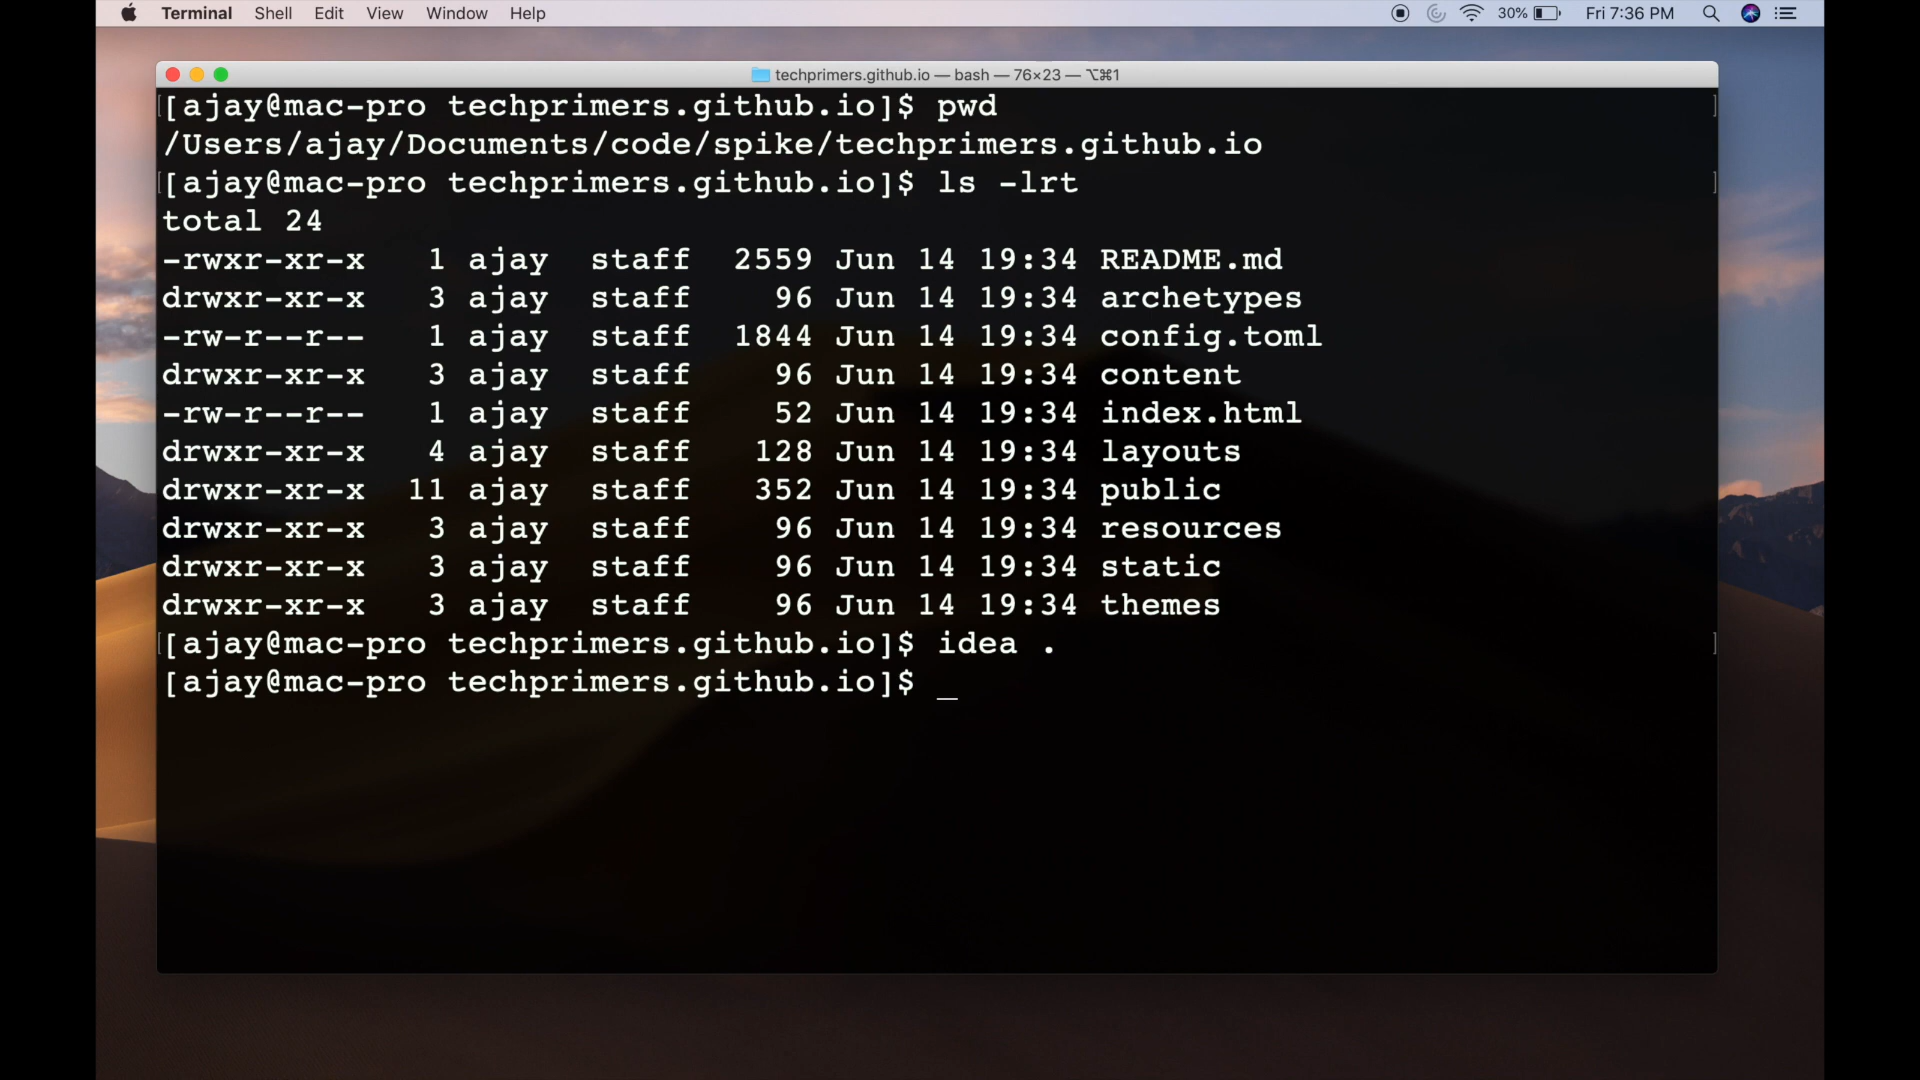 Terminal Shell Edit View Window Help 30% Fri 7:36 PM
techprimers.github.io — bash — 76×23 — ⌥⌘1
[ajay@mac-pro techprimers.github.io]$ pwd
/Users/ajay/Documents/code/spike/techprimers.github.io
[ajay@mac-pro techprimers.github.io]$ ls -lrt
total 24
-rwxr-xr-x   1 ajay  staff  2559 Jun 14 19:34 README.md
drwxr-xr-x   3 ajay  staff    96 Jun 14 19:34 archetypes
-rw-r--r--   1 ajay  staff  1844 Jun 14 19:34 config.toml
drwxr-xr-x   3 ajay  staff    96 Jun 14 19:34 content
-rw-r--r--   1 ajay  staff    52 Jun 14 19:34 index.html
drwxr-xr-x   4 ajay  staff   128 Jun 14 19:34 layouts
drwxr-xr-x  11 ajay  staff   352 Jun 14 19:34 public
drwxr-xr-x   3 ajay  staff    96 Jun 14 19:34 resources
drwxr-xr-x   3 ajay  staff    96 Jun 14 19:34 static
drwxr-xr-x   3 ajay  staff    96 Jun 14 19:34 themes
[ajay@mac-pro techprimers.github.io]$ idea .
[ajay@mac-pro techprimers.github.io]$ _